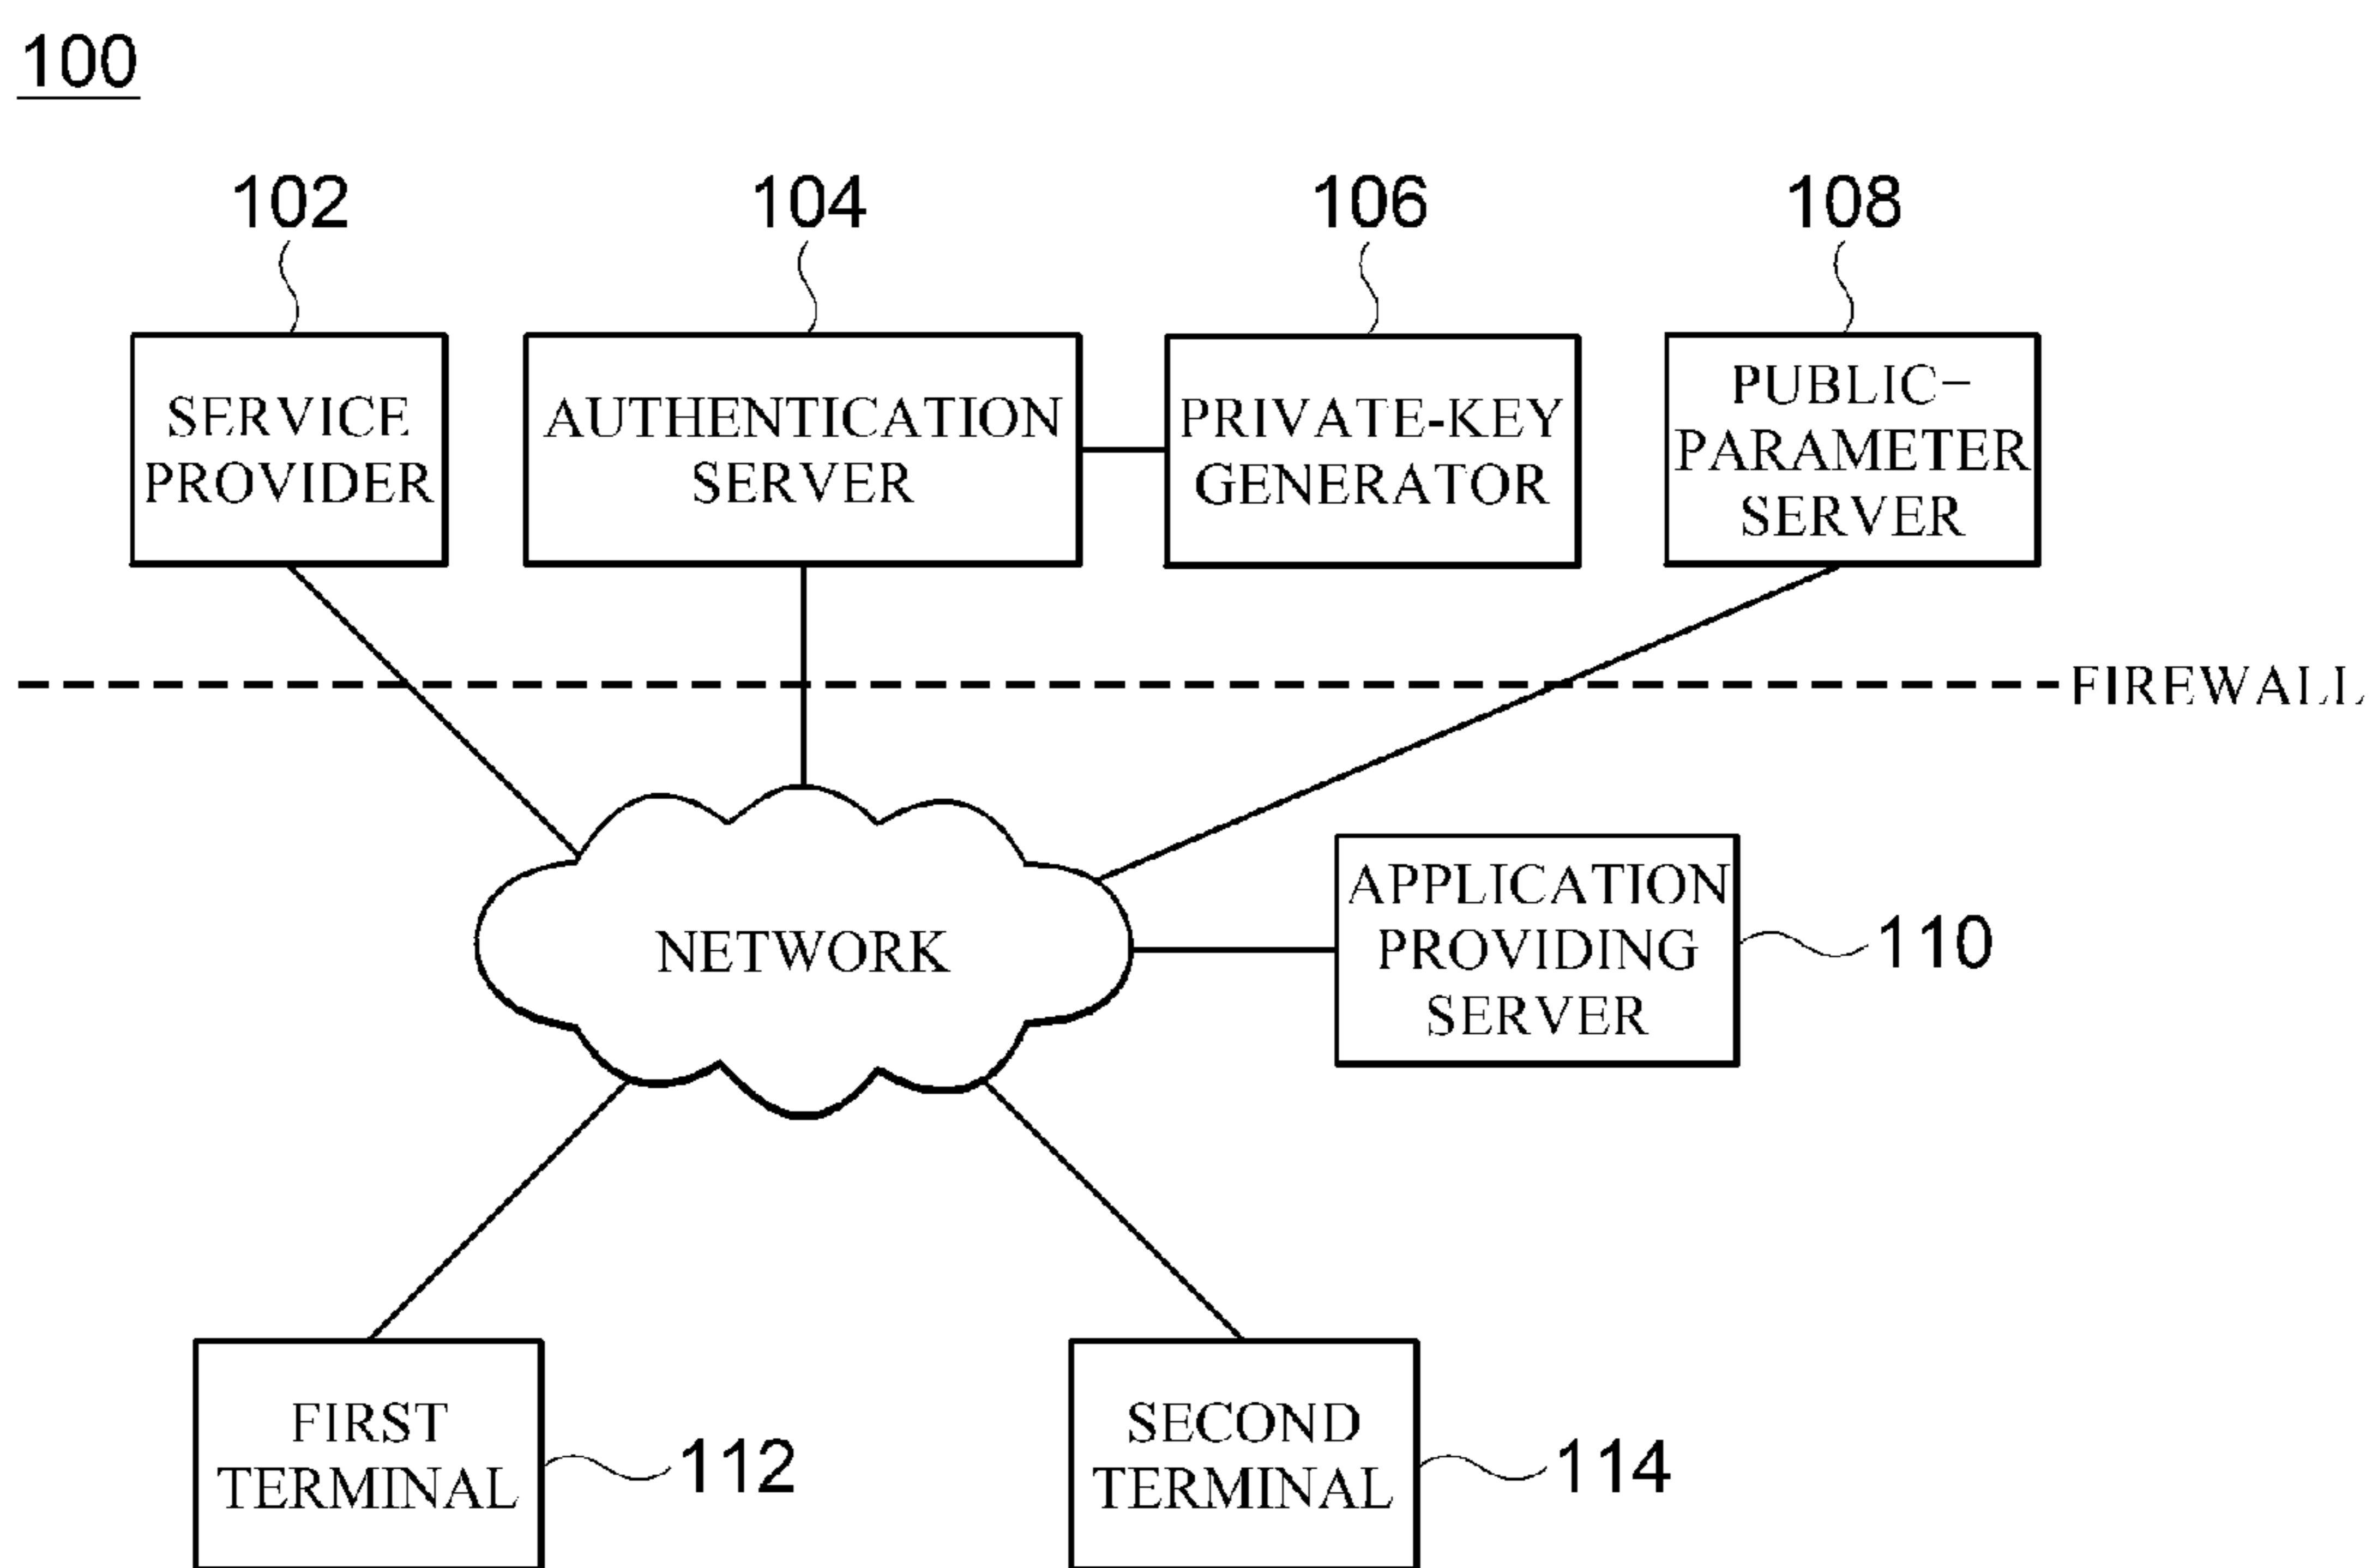 100
102
104
106
108
SERVICE
PROVIDER
AUTHENTICATION
SERVER
PRIVATE-KEY
GENERATOR
PUBLIC-
PARAMETER
SERVER
FIREWALL
NETWORK
APPLICATION
PROVIDING
SERVER
110
FIRST
TERMINAL
112
SECOND
TERMINAL
114